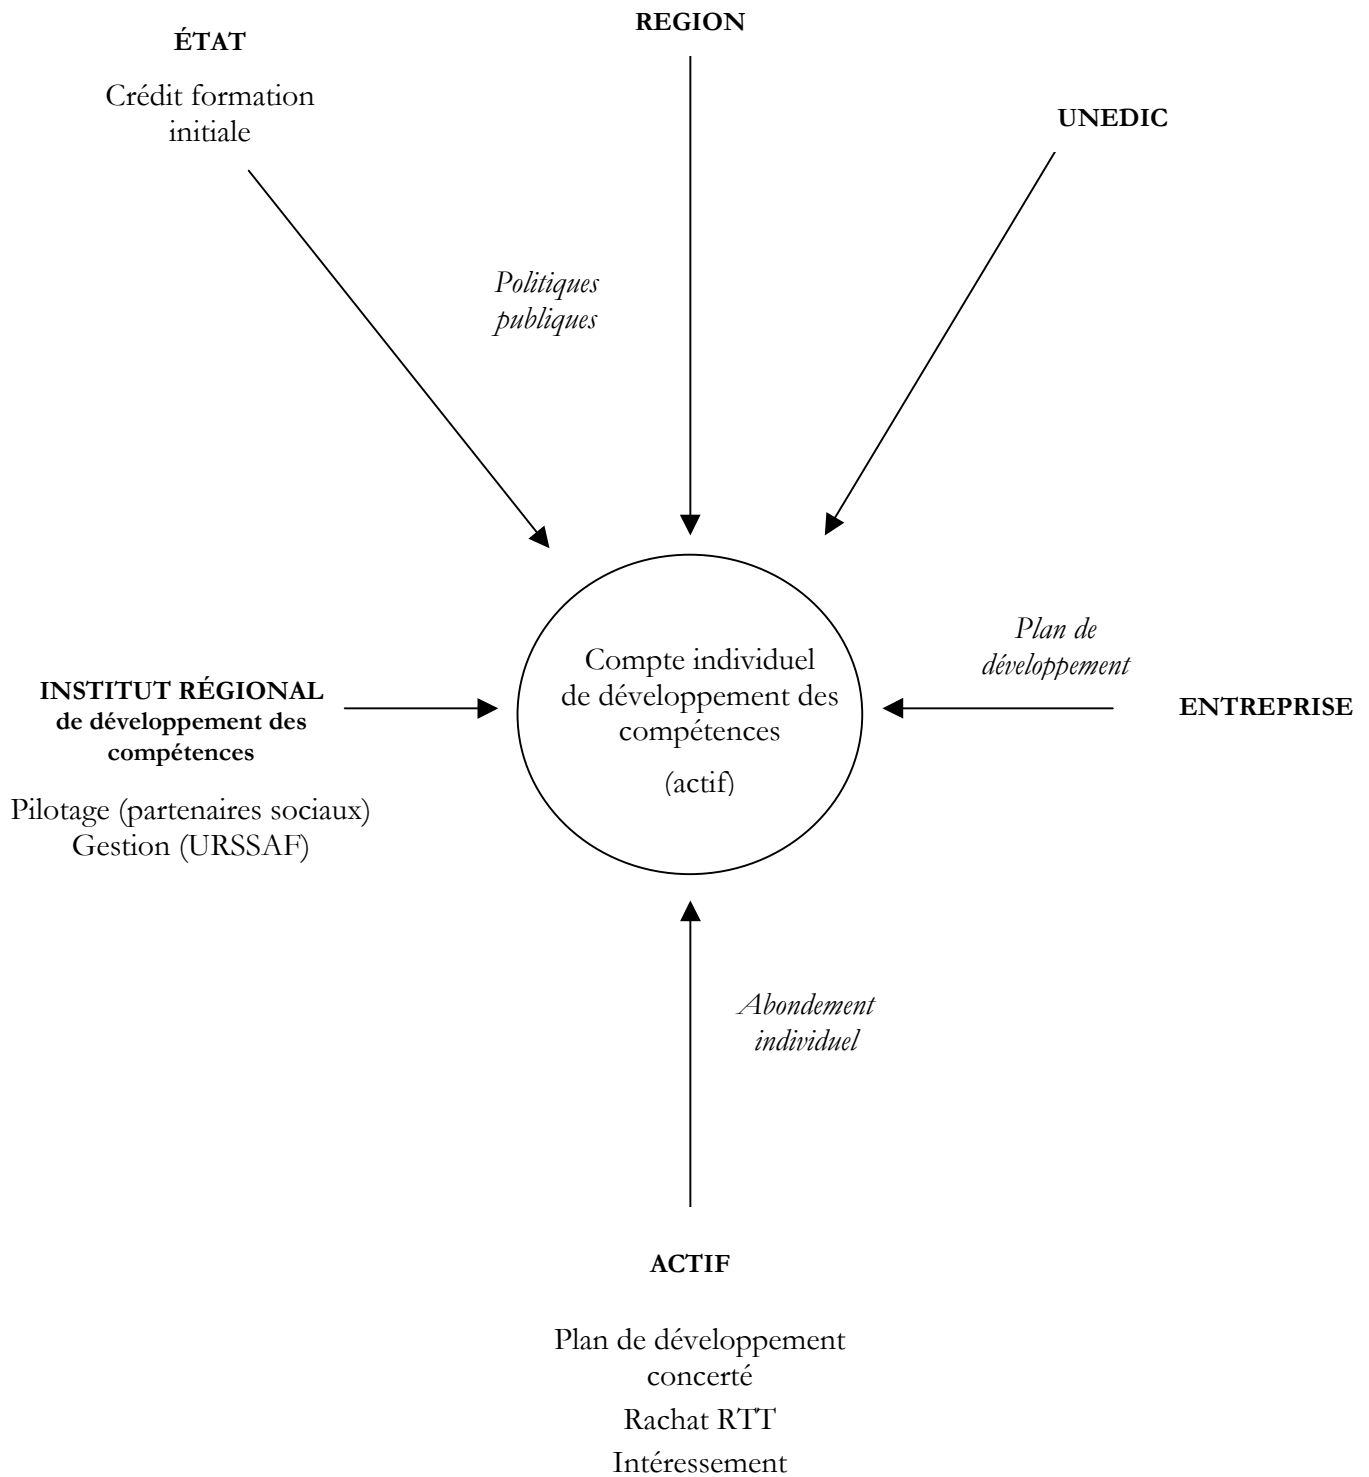 REGION
ÉTAT
Crédit formation
initiale
UNEDIC
Politiques
publiques
Plan de
développement
Compte individuel
de développement des
compétences
(actif)
INSTITUT RÉGIONAL
de développement des
compétences
Pilotage (partenaires sociaux)
Gestion (URSSAF)
ENTREPRISE
Abondement
individuel
ACTIF
Plan de développement
concerté
Rachat RTT
Intéressement